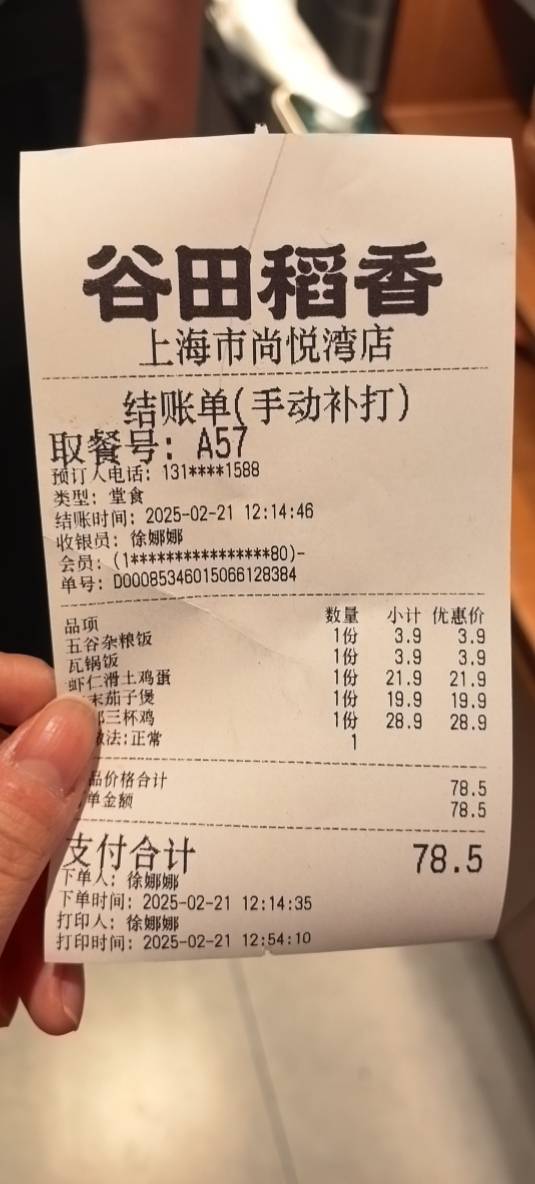 谷田稻香
上海市尚悦湾店
结账单(手动补打)
取餐号: A57
预订人电话: 131****1588
类型: 堂食
结账时间: 2025-02-21 12:14:46
收银员: 徐娜娜
会员: (1****************80)-
单号: D00085346015066128384
品项 数量 小计 优惠价
五谷杂粮饭 1份 3.9 3.9
瓦锅饭 1份 3.9 3.9
虾仁滑土鸡蛋 1份 21.9 21.9
末茄子煲 1份 19.9 19.9
三杯鸡 1份 28.9 28.9
法:正常 1
品价格合计 78.5
单金额 78.5
支付合计 78.5
下单人: 徐娜娜
下单时间: 2025-02-21 12:14:35
打印人: 徐娜娜
打印时间: 2025-02-21 12:54:10